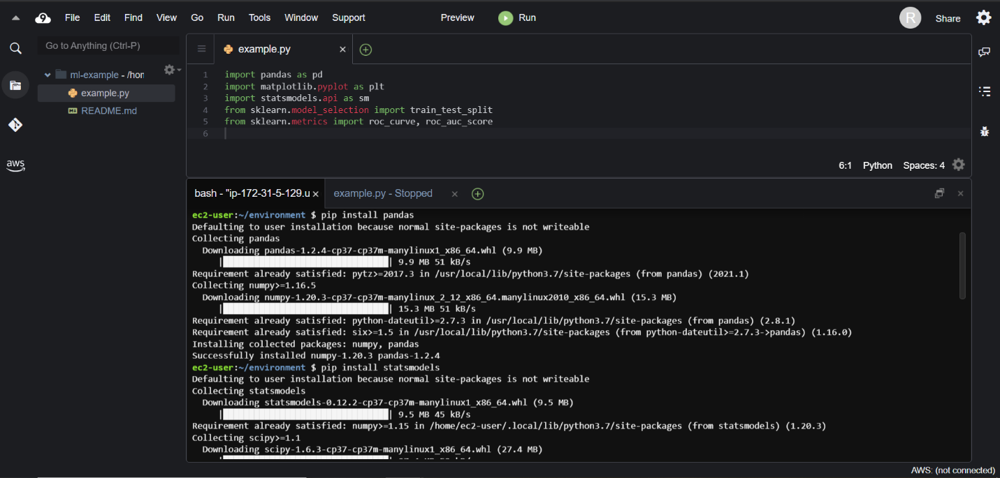 File Edit Find View Go Run Tools Window Support Preview Run R Share
Go to Anything (Ctrl-P)
ml-example - /hor
example.py
README.md
aws
example.py
1 import pandas as pd
2 import matplotlib.pyplot as plt
3 import statsmodels.api as sm
4 from sklearn.model_selection import train_test_split
5 from sklearn.metrics import roc_curve, roc_auc_score
6
6:1 Python Spaces: 4
bash - "ip-172-31-5-129.u example.py - Stopped
ec2-user:~/environment $ pip install pandas
Defaulting to user installation because normal site-packages is not writeable
Collecting pandas
Downloading pandas-1.2.4-cp37-cp37m-manylinux1_x86_64.whl (9.9 MB)
|████████████████████████████████| 9.9 MB 51 kB/s
Requirement already satisfied: pytz>=2017.3 in /usr/local/lib/python3.7/site-packages (from pandas) (2021.1)
Collecting numpy>=1.16.5
Downloading numpy-1.20.3-cp37-cp37m-manylinux_2_12_x86_64.manylinux2010_x86_64.whl (15.3 MB)
|████████████████████████████████| 15.3 MB 51 kB/s
Requirement already satisfied: python-dateutil>=2.7.3 in /usr/local/lib/python3.7/site-packages (from pandas) (2.8.1)
Requirement already satisfied: six>=1.5 in /usr/local/lib/python3.7/site-packages (from python-dateutil>=2.7.3->pandas) (1.16.0)
Installing collected packages: numpy, pandas
Successfully installed numpy-1.20.3 pandas-1.2.4
ec2-user:~/environment $ pip install statsmodels
Defaulting to user installation because normal site-packages is not writeable
Collecting statsmodels
Downloading statsmodels-0.12.2-cp37-cp37m-manylinux1_x86_64.whl (9.5 MB)
|████████████████████████████████| 9.5 MB 45 kB/s
Requirement already satisfied: numpy>=1.15 in /home/ec2-user/.local/lib/python3.7/site-packages (from statsmodels) (1.20.3)
Collecting scipy>=1.1
Downloading scipy-1.6.3-cp37-cp37m-manylinux1_x86_64.whl (27.4 MB)
AWS: (not connected)